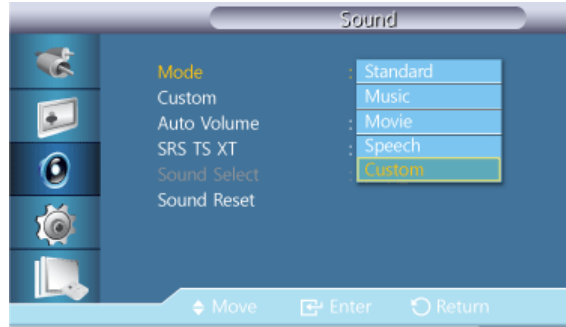 Sound
Mode : Standard
Custom Music
Auto Volume : Movie
SRS TS XT : Speech
Sound Select : Custom
Sound Reset
Move Enter Return